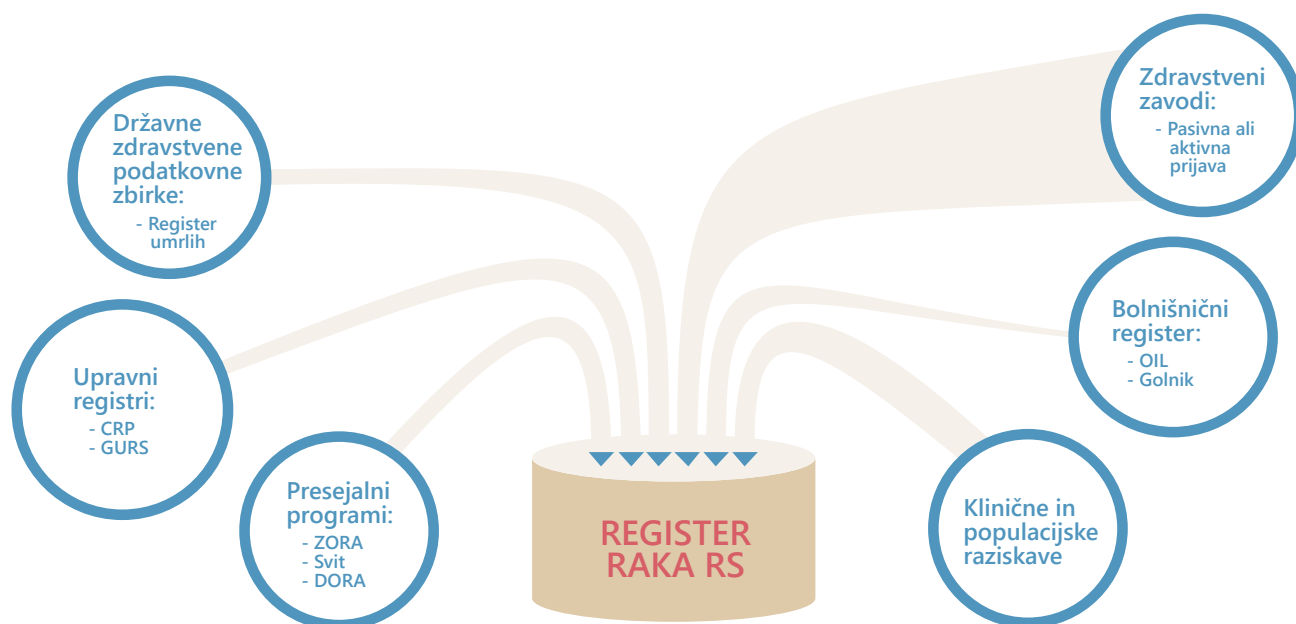 Državne
zdravstvene
podatkovne
zbirke:
- Register
umrlih
Upravni
registri:
- CRP
- GURS
Presejalni
programi:
- ZORA
- Svit
- DORA
REGISTER
RAKA RS
Zdravstveni
zavodi:
- Pasivna ali
aktivna
prijava
Bolnišnični
register:
- OIL
- Golnik
Klinične in
populacijske
raziskave